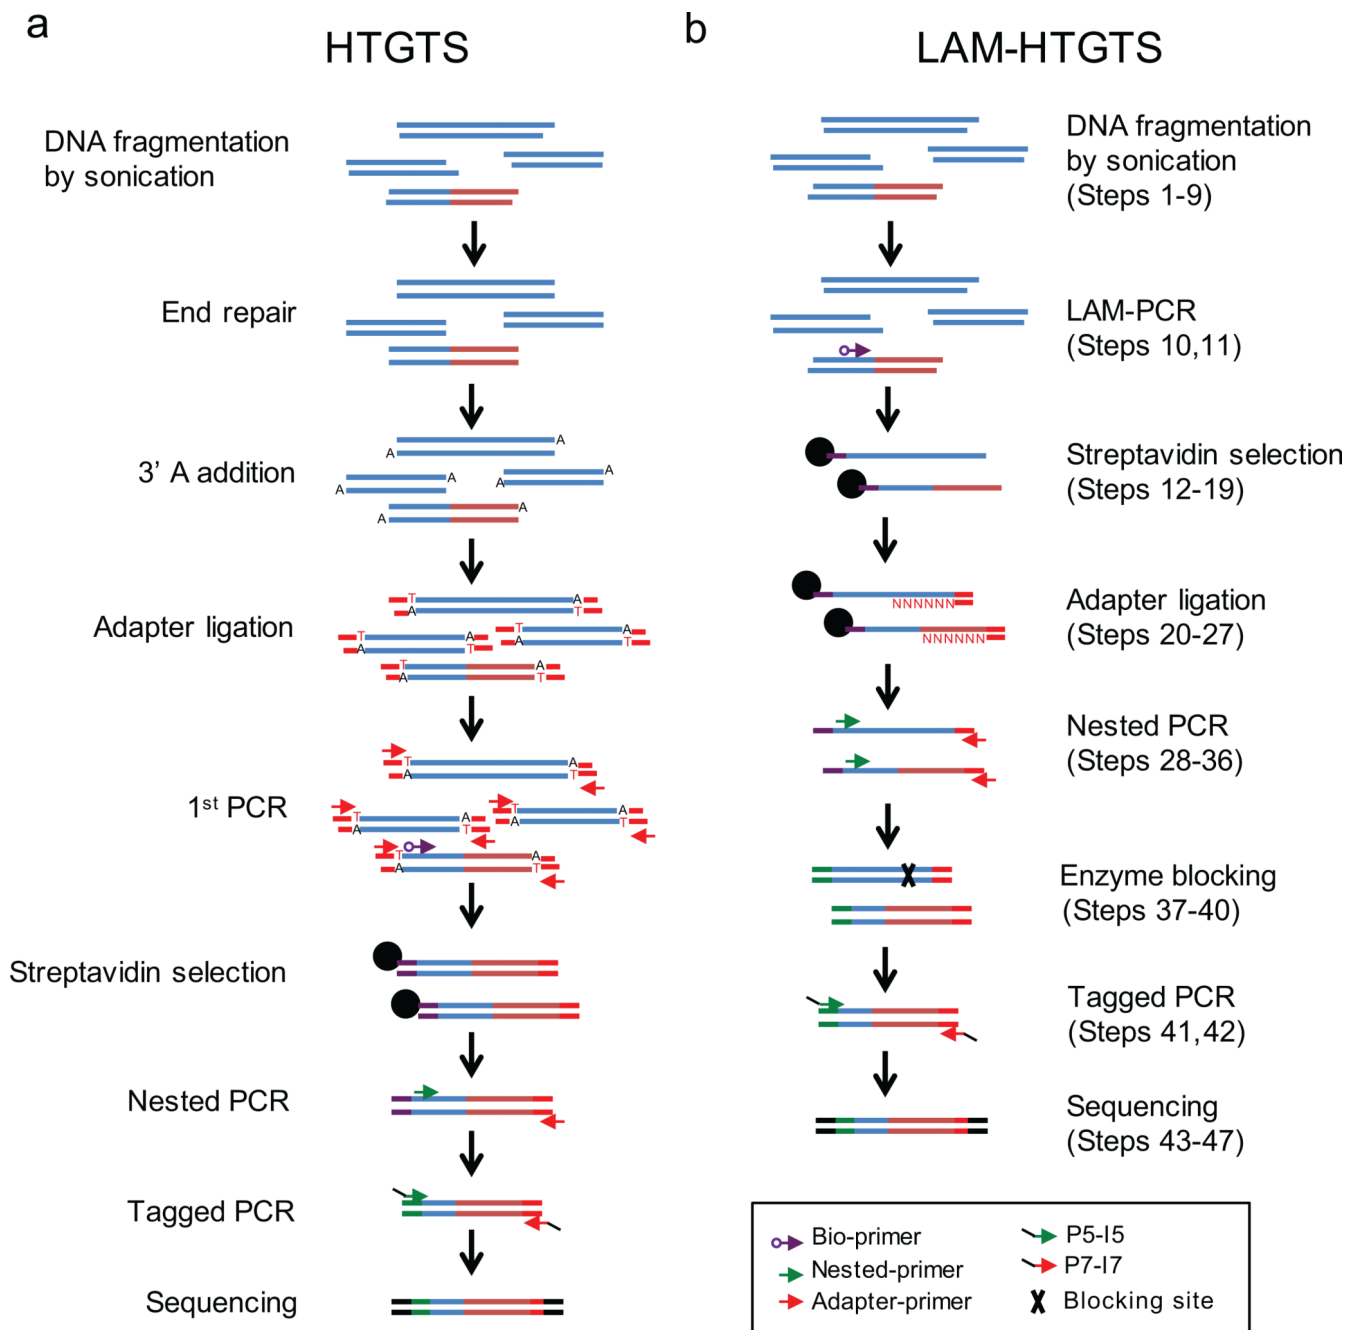 a
HTGTS
DNA fragmentation
by sonication
End repair
3’ A addition
A
A
A
A
A
A
A
A
Adapter ligation
T
A
A
T
T
A
A
T
T
A
A
T
T
A
A
T
1st PCR
T
A
A
T
T
A
A
T
T
A
A
T
T
A
A
T
Streptavidin selection
Nested PCR
Tagged PCR
Sequencing
b
LAM-HTGTS
DNA fragmentation
by sonication
(Steps 1-9)
LAM-PCR
(Steps 10,11)
Streptavidin selection
(Steps 12-19)
NNNNNN
NNNNNN
Adapter ligation
(Steps 20-27)
Nested PCR
(Steps 28-36)
Enzyme blocking
(Steps 37-40)
Tagged PCR
(Steps 41,42)
Sequencing
(Steps 43-47)
Bio-primer
Nested-primer
Adapter-primer
P5-I5
P7-I7
Blocking site